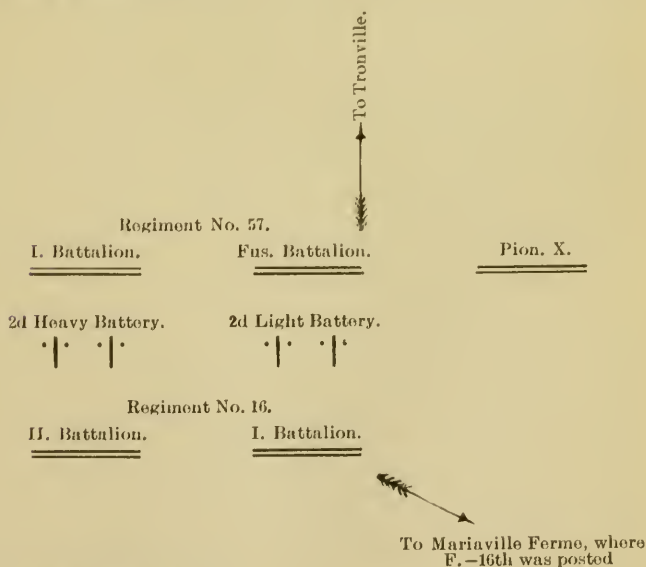 To Tronville.
Regiment No. 57.
I. Battalion. Fus. Battalion. Pion. X.
2d Heavy Battery. 2d Light Battery.
Regiment No. 16.
II. Battalion. I. Battalion.
To Mariaville Ferme, where
F.–16th was posted